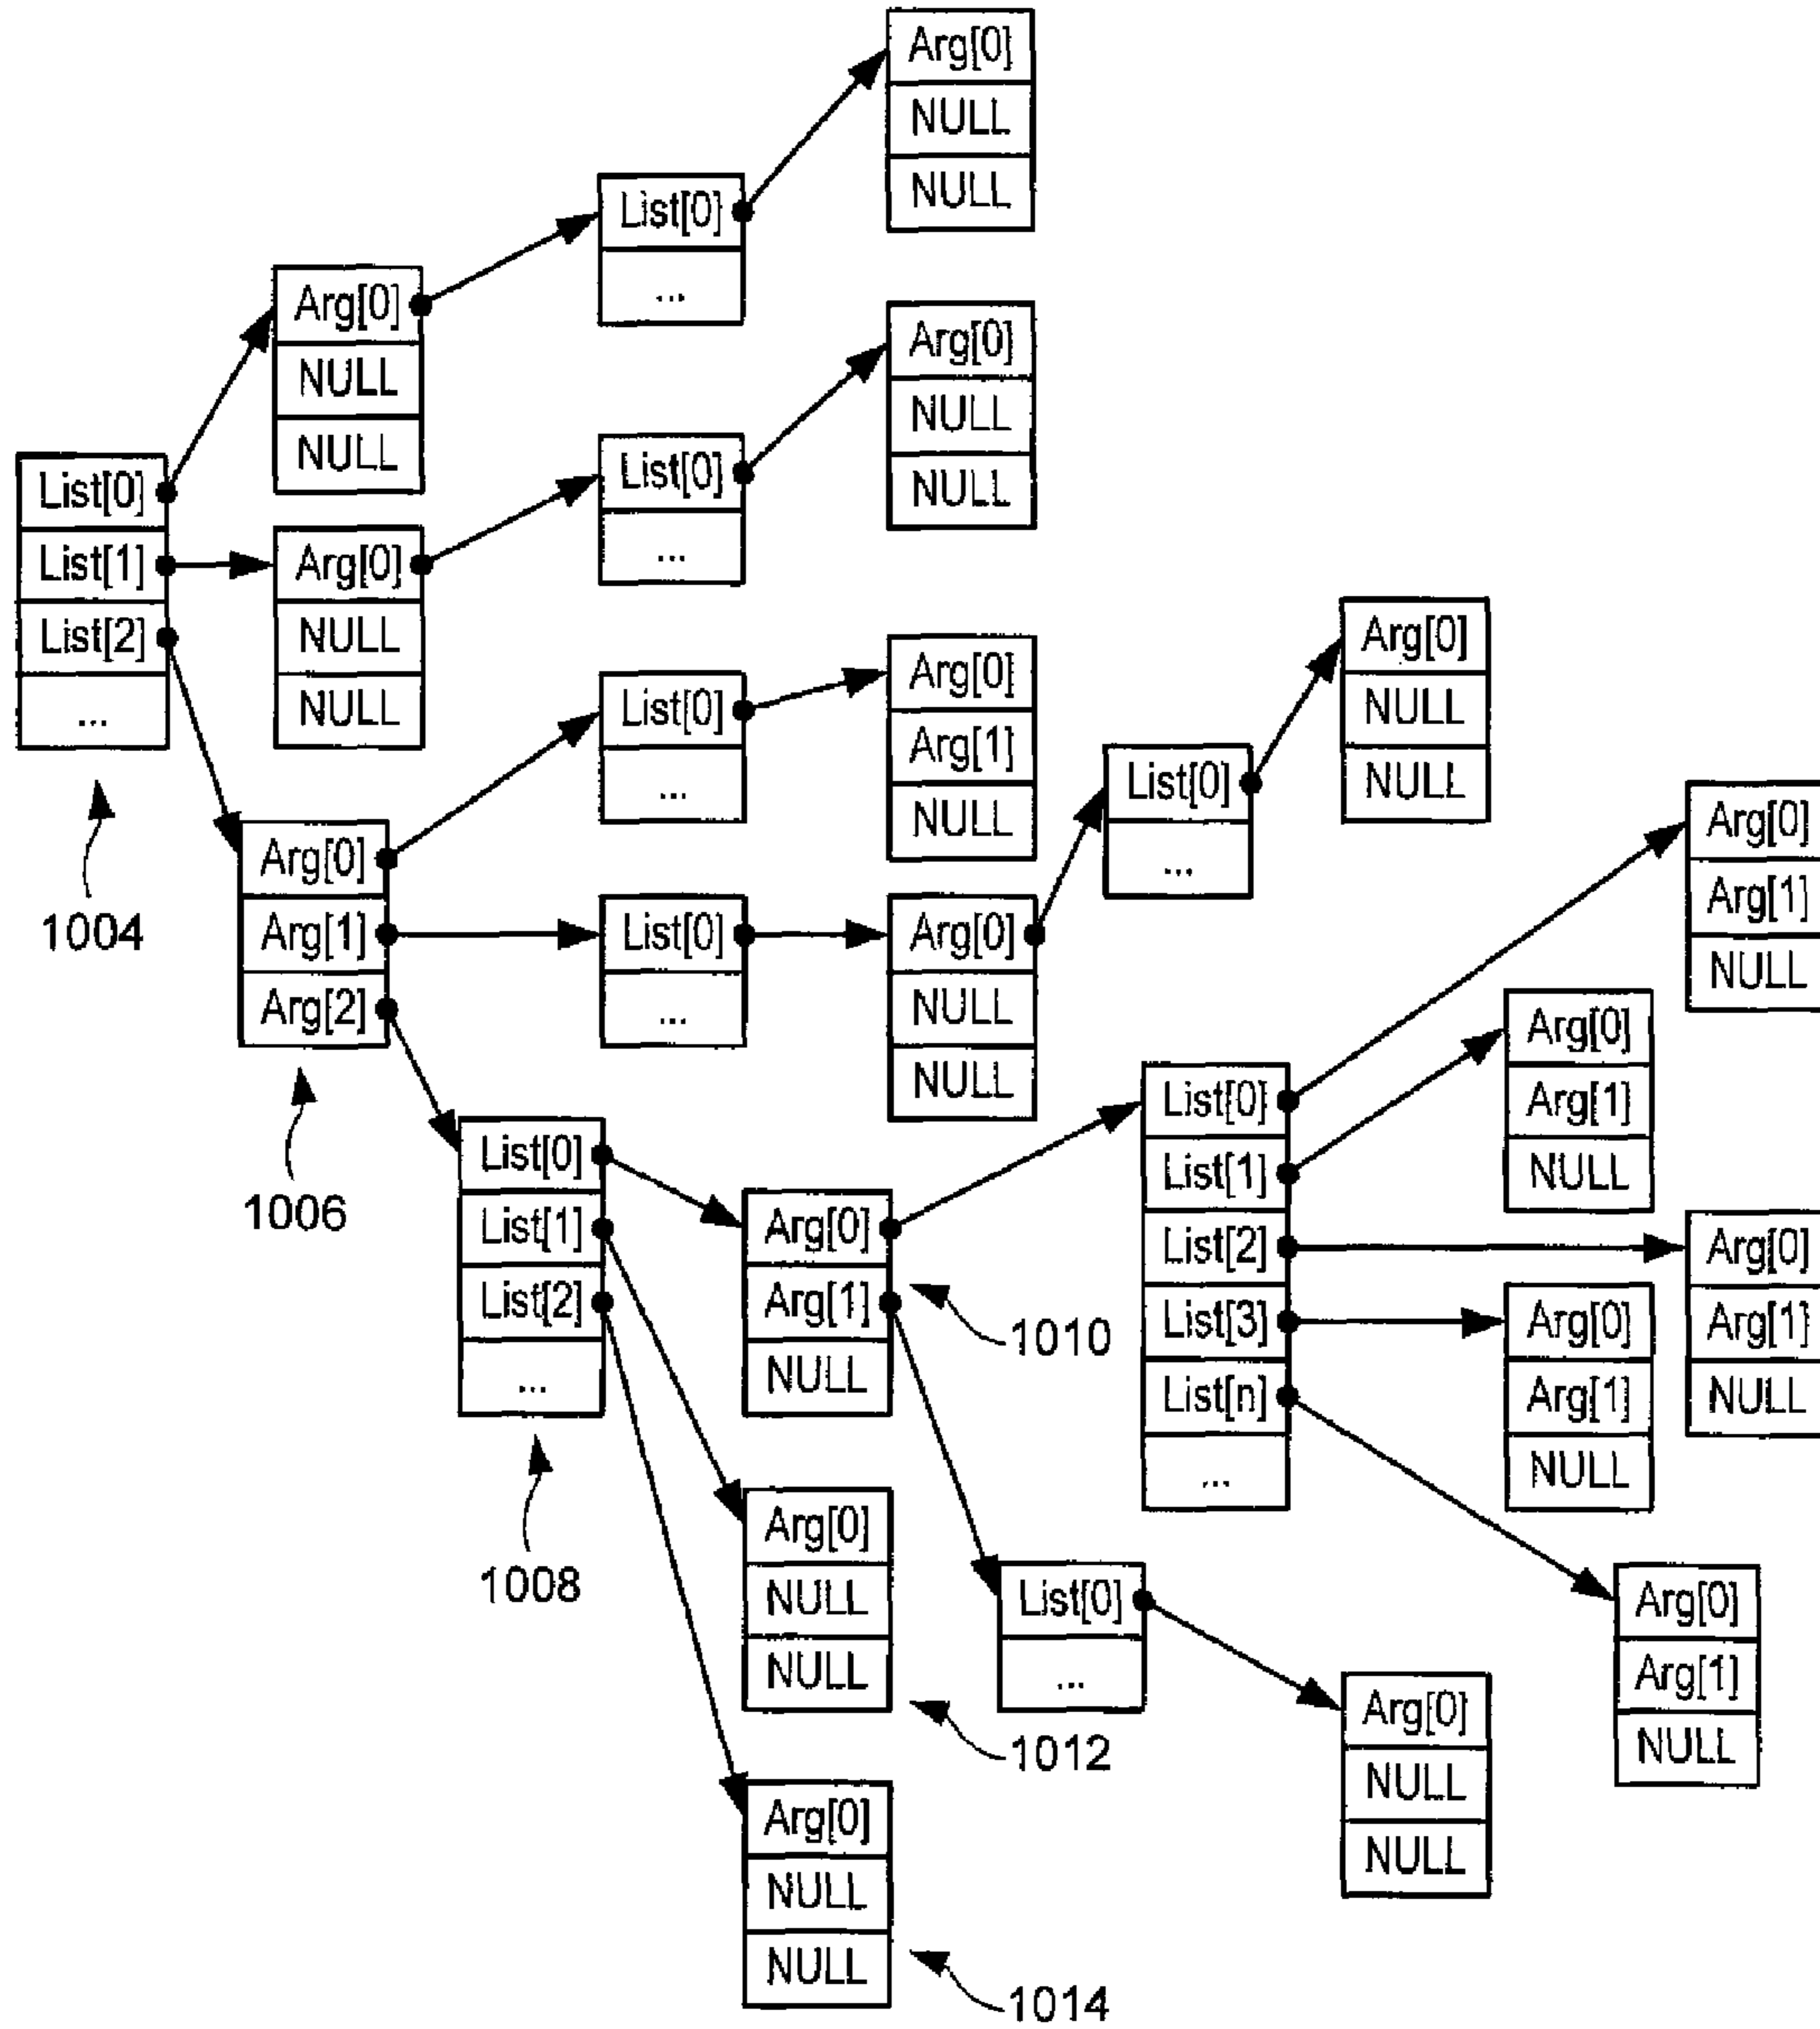 Arg[0]
NULL
NULL
List[0]
...
Arg[0]
NULL
NULL
Arg[0]
NULL
NULL
List[0]
...
List[0]
List[1]
List[2]
...
1004
Arg[0]
NULL
NULL
List[0]
...
Arg[0]
Arg[1]
NULL
Arg[0]
NULL
NULL
List[0]
...
Arg[0]
Arg[1]
Arg[2]
1006
List[0]
...
Arg[0]
NULL
NULL
Arg[0]
Arg[1]
NULL
Arg[0]
Arg[1]
NULL
List[0]
List[1]
List[2]
List[3]
List[n]
...
List[0]
List[1]
List[2]
...
1008
Arg[0]
Arg[1]
NULL
1010
Arg[0]
Arg[1]
NULL
Arg[0]
Arg[1]
NULL
Arg[0]
NULL
NULL
1012
List[0]
...
Arg[0]
Arg[1]
NULL
Arg[0]
NULL
NULL
Arg[0]
NULL
NULL
1014